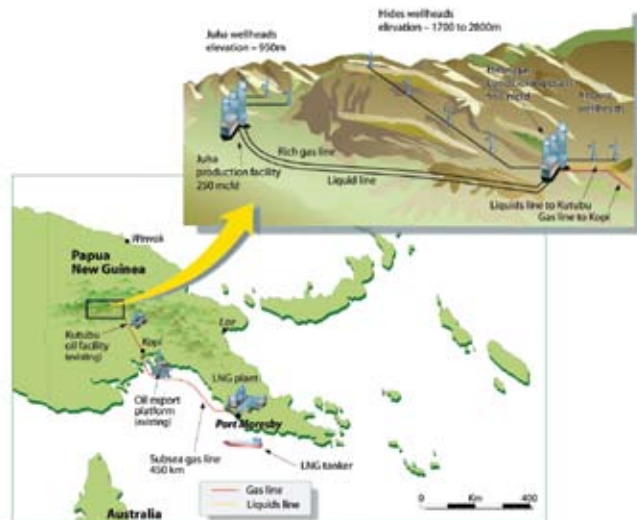 Juha wellheads
elevation ~ 950m
Hides wellheads
elevation ~ 1700 to 2800m
wellheads
Rich gas line
Liquid line
Juha
production facility
250 mcfd
Liquids line to Kutubu
Gas line to Kopi
Papua
New Guinea
Kutubu
oil facility
(existing)
Kopi
Lae
Oil export
platform
(existing)
LNG plant
Port Moresby
Subsea gas line
450 km
LNG tanker
Gas line
Liquids line
0 Km 400
Australia